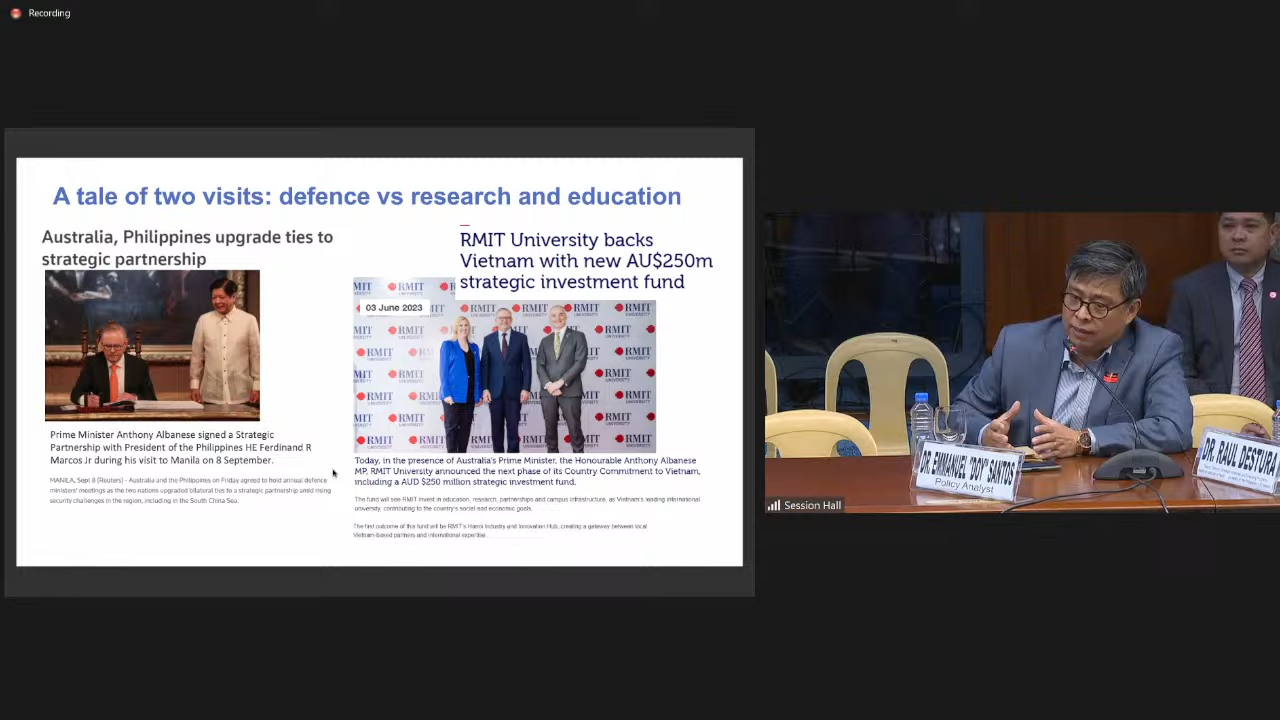 Recording
A tale of two visits: defence vs research and education
Australia, Philippines upgrade ties to
strategic partnership
Prime Minister Anthony Albanese signed a Strategic
Partnership with President of the Philippines HE Ferdinand R
Marcos Jr during his visit to Manila on 8 September.
MANILA, Sept 8 (Reuters) - Australia and the Philippines on Friday agreed to hold annual defence
ministers' meetings as the two nations upgraded bilateral ties to a strategic partnership amid rising
security challenges in the region, including in the South China Sea.
RMIT University backs
Vietnam with new AU$250m
strategic investment fund
03 June 2023
RMIT
UNIVERSITY
Today, in the presence of Australia's Prime Minister, the Honourable Anthony Albanese
MP, RMIT University announced the next phase of its Country Commitment to Vietnam,
including a AUD $250 million strategic investment fund.
The fund will see RMIT invest in education, research, partnerships and campus infrastructure, as Vietnam's leading international
university, contributing to the country's social and economic goals.
The first outcome of this fund will be RMIT's Hanoi Industry and Innovation Hub, creating a gateway between local
Vietnam-based partners and international expertise
DR. EMMANUEL "DOY" SANTOS
Policy Analyst
DR. RAUL DESTURA
Session Hall